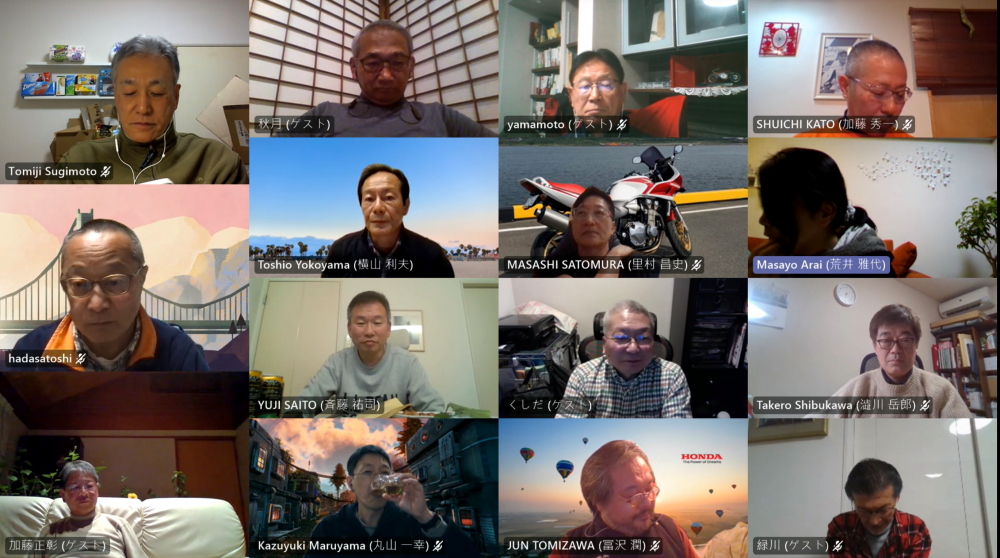 秋月 (ゲスト)
yamamoto (ゲスト)
SHUICHI KATO (加藤 秀一)
Tomiji Sugimoto
Toshio Yokoyama (横山 利夫)
MASASHI SATOMURA (里村 昌史)
Masayo Arai (荒井 雅代)
hadasatoshi
YUJI SAITO (斉藤 祐司)
くしだ (ゲスト)
Takero Shibukawa (澁川 岳郎)
HONDA
The Power of Dreams
加藤正彰 (ゲスト)
Kazuyuki Maruyama (丸山 一幸)
JUN TOMIZAWA (冨沢 潤)
緑川 (ゲスト)